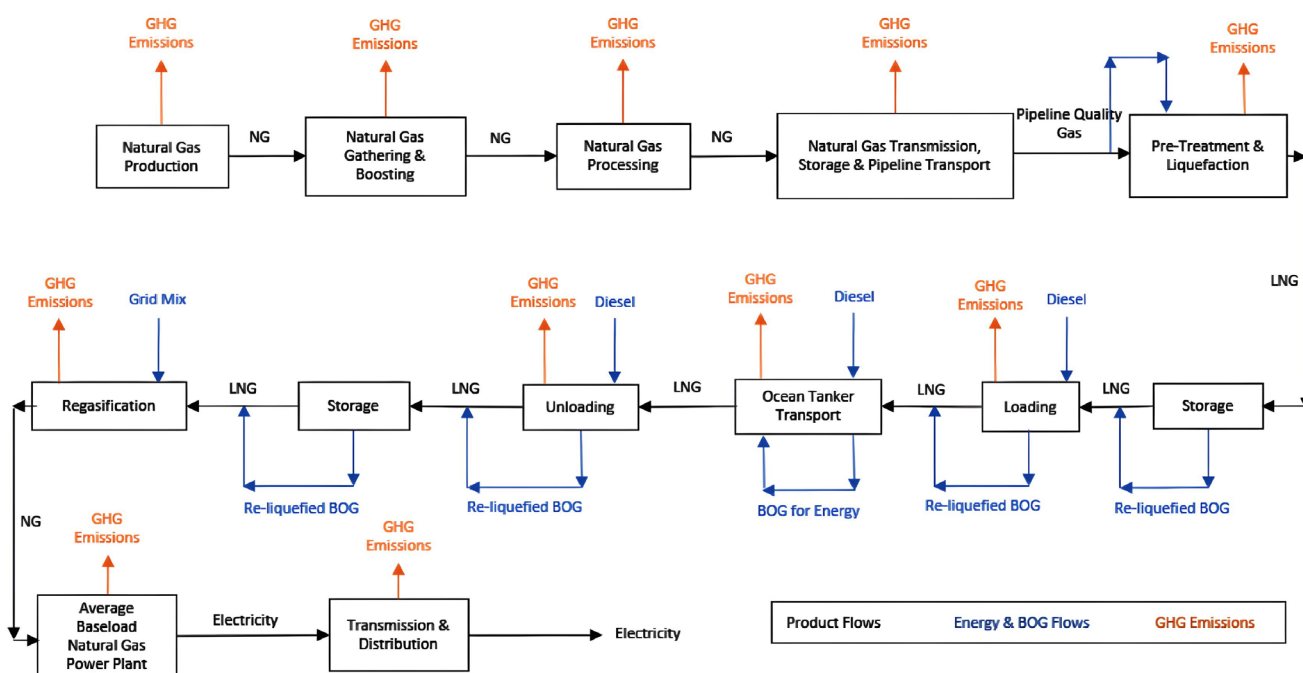 GHG
Emissions
GHG
Emissions
GHG
Emissions
GHG
Emissions
GHG
Emissions
Natural Gas
Production
NG
Natural Gas
Gathering &
Boosting
NG
Natural Gas
Processing
NG
Natural Gas Transmission,
Storage & Pipeline Transport
Pipeline Quality
Gas
Pre-Treatment &
Liquefaction
LNG
GHG
Emissions
Grid Mix
GHG
Emissions
Diesel
GHG
Emissions
Diesel
GHG
Emissions
Diesel
Regasification
LNG
Storage
LNG
Unloading
LNG
Ocean Tanker
Transport
LNG
Loading
LNG
Storage
Re-liquefied BOG
Re-liquefied BOG
BOG for Energy
Re-liquefied BOG
Re-liquefied BOG
NG
GHG
Emissions
GHG
Emissions
Average
Baseload
Natural Gas
Power Plant
Electricity
Transmission &
Distribution
Electricity
Product Flows
Energy & BOG Flows
GHG Emissions